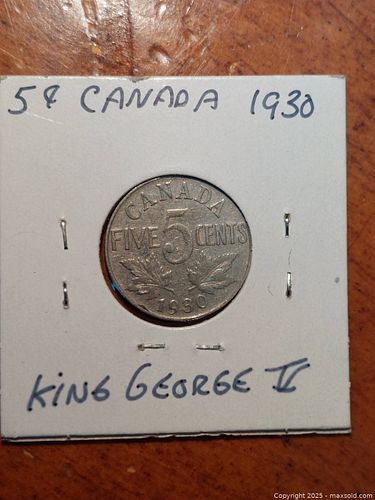 5¢ CANADA 1930
CANADA
FIVE 5 CENTS
1930
KING GEORGE V
Copyright 2025 - maxsold.com